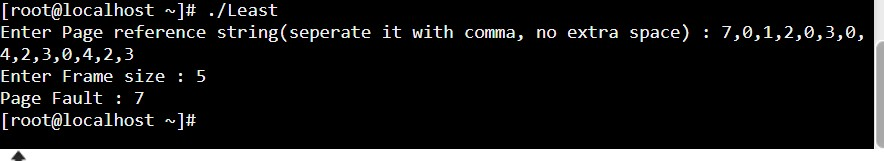 [root@localhost ~]# ./Least
Enter Page reference string(seperate it with comma, no extra space) : 7,0,1,2,0,3,0,
4,2,3,0,4,2,3
Enter Frame size : 5
Page Fault : 7
[root@localhost ~]#